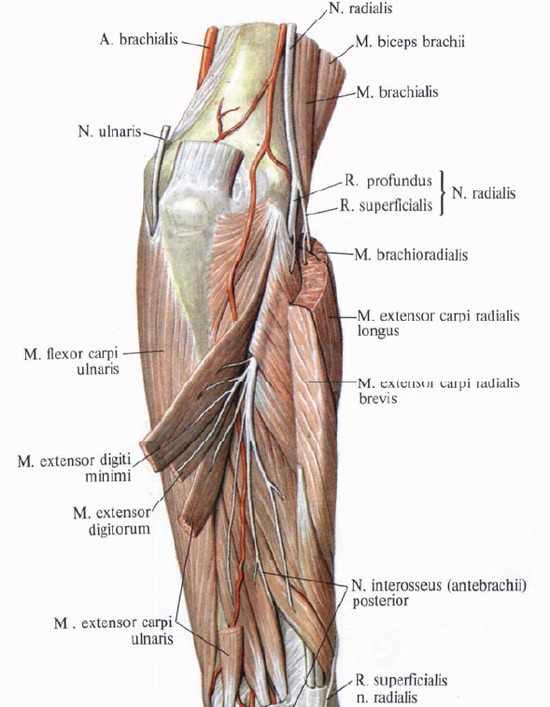 N. radialis
A. brachialis
M. biceps brachii
M. brachialis
N. ulnaris
R. profundus
R. superficialis
N. radialis
M. brachioradialis
M. extensor carpi radialis
longus
M. flexor carpi
ulnaris
M. extensor carpi radialis
brevis
M. extensor digiti
minimi
M. extensor
digitorum
N. interosseus (antebrachii)
posterior
M . extensor carpi
ulnaris
R. superficialis
n. radialis